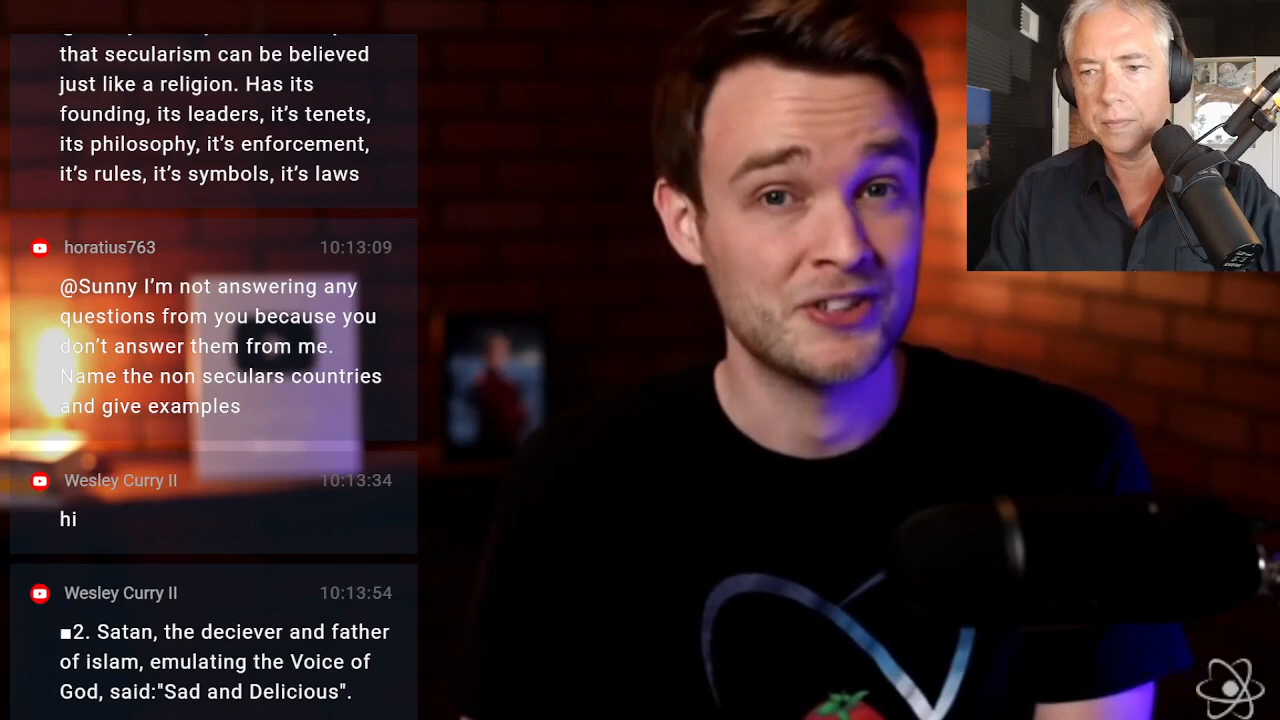 that secularism can be believed
just like a religion. Has its
founding, its leaders, it’s tenets,
its philosophy, it’s enforcement,
it’s rules, it’s symbols, it’s laws
horatius763 10:13:09
@Sunny I’m not answering any
questions from you because you
don’t answer them from me.
Name the non seculars countries
and give examples
Wesley Curry II 10:13:34
hi
Wesley Curry II 10:13:54
■2. Satan, the deciever and father
of islam, emulating the Voice of
God, said:"Sad and Delicious".